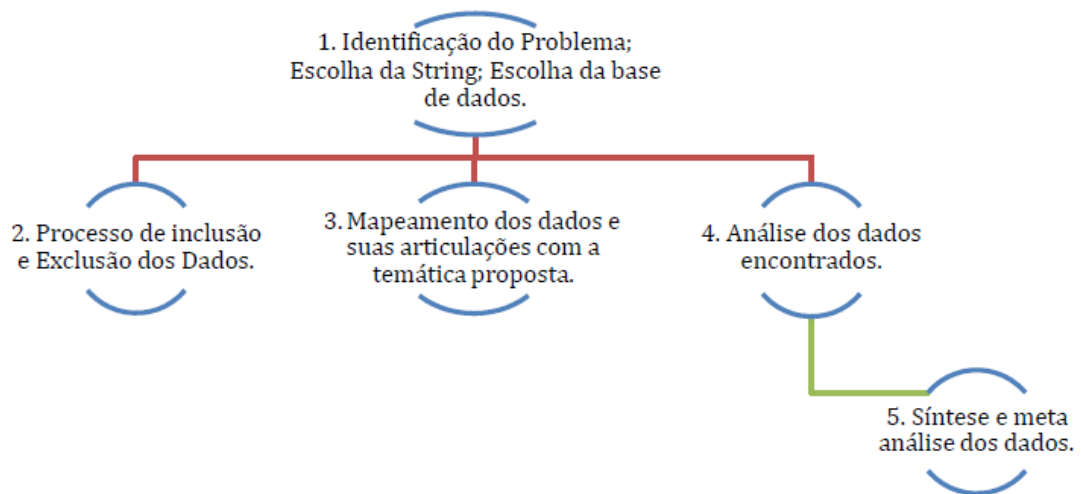 1. Identificação do Problema;
Escolha da String; Escolha da base
de dados.
2. Processo de inclusão
e Exclusão dos Dados.
3. Mapeamento dos dados e
suas articulações com a
temática proposta.
4. Análise dos dados
encontrados.
5. Síntese e meta
análise dos dados.